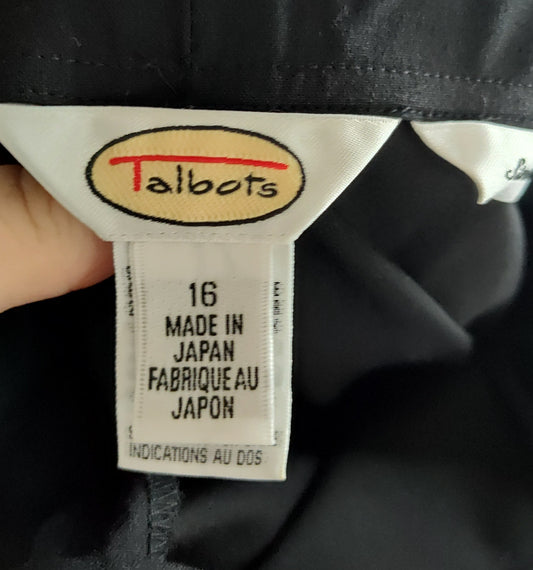 Talbots
16
MADE IN
JAPAN
FABRIQUE AU
JAPON
INDICATIONS AU DOS